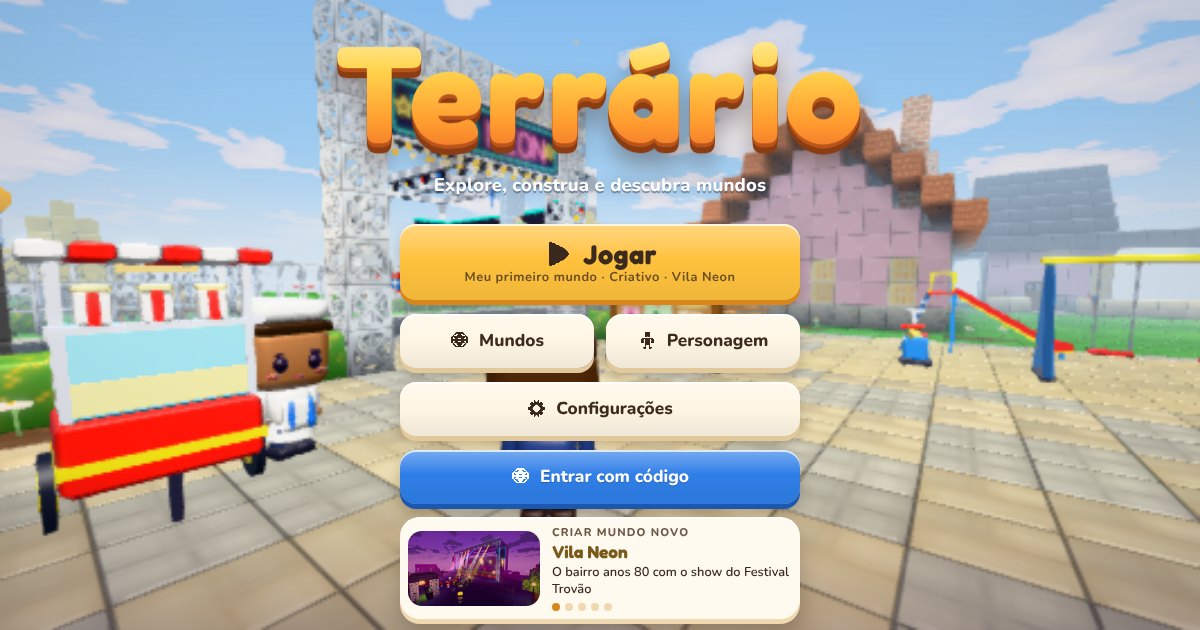 Terrário
Explore, construa e descubra mundos
Jogar
Meu primeiro mundo · Criativo · Vila Neon
Mundos
Personagem
Configurações
Entrar com código
CRIAR MUNDO NOVO
Vila Neon
O bairro anos 80 com o show do Festival
Trovão